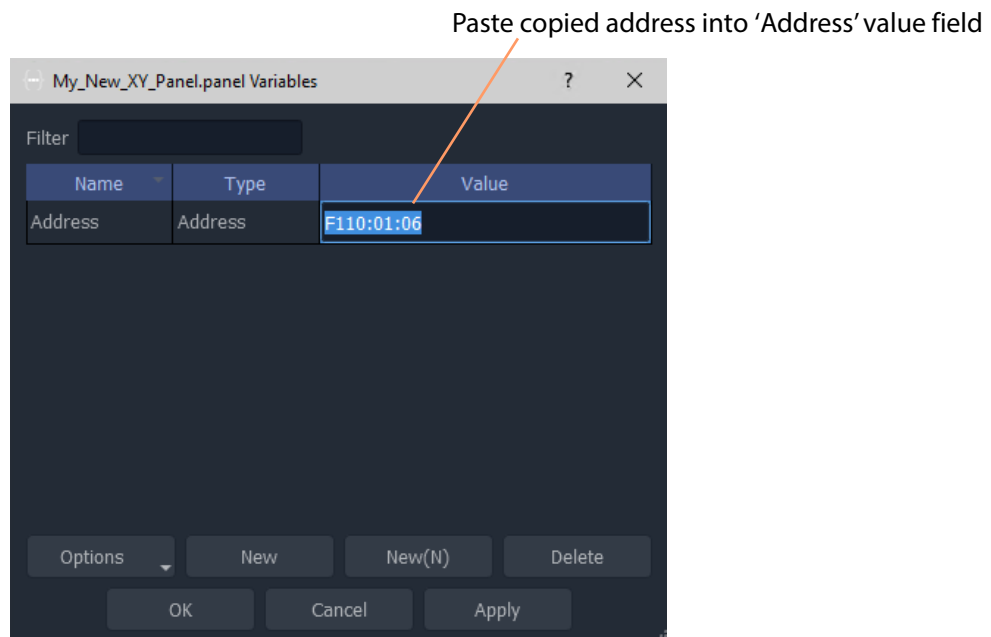 Paste copied address into ‘Address’ value field
My_New_XY_Panel.panel Variables ? ×
Filter
Name Type Value
Address Address F110:01:06
Options New New(N) Delete
OK Cancel Apply